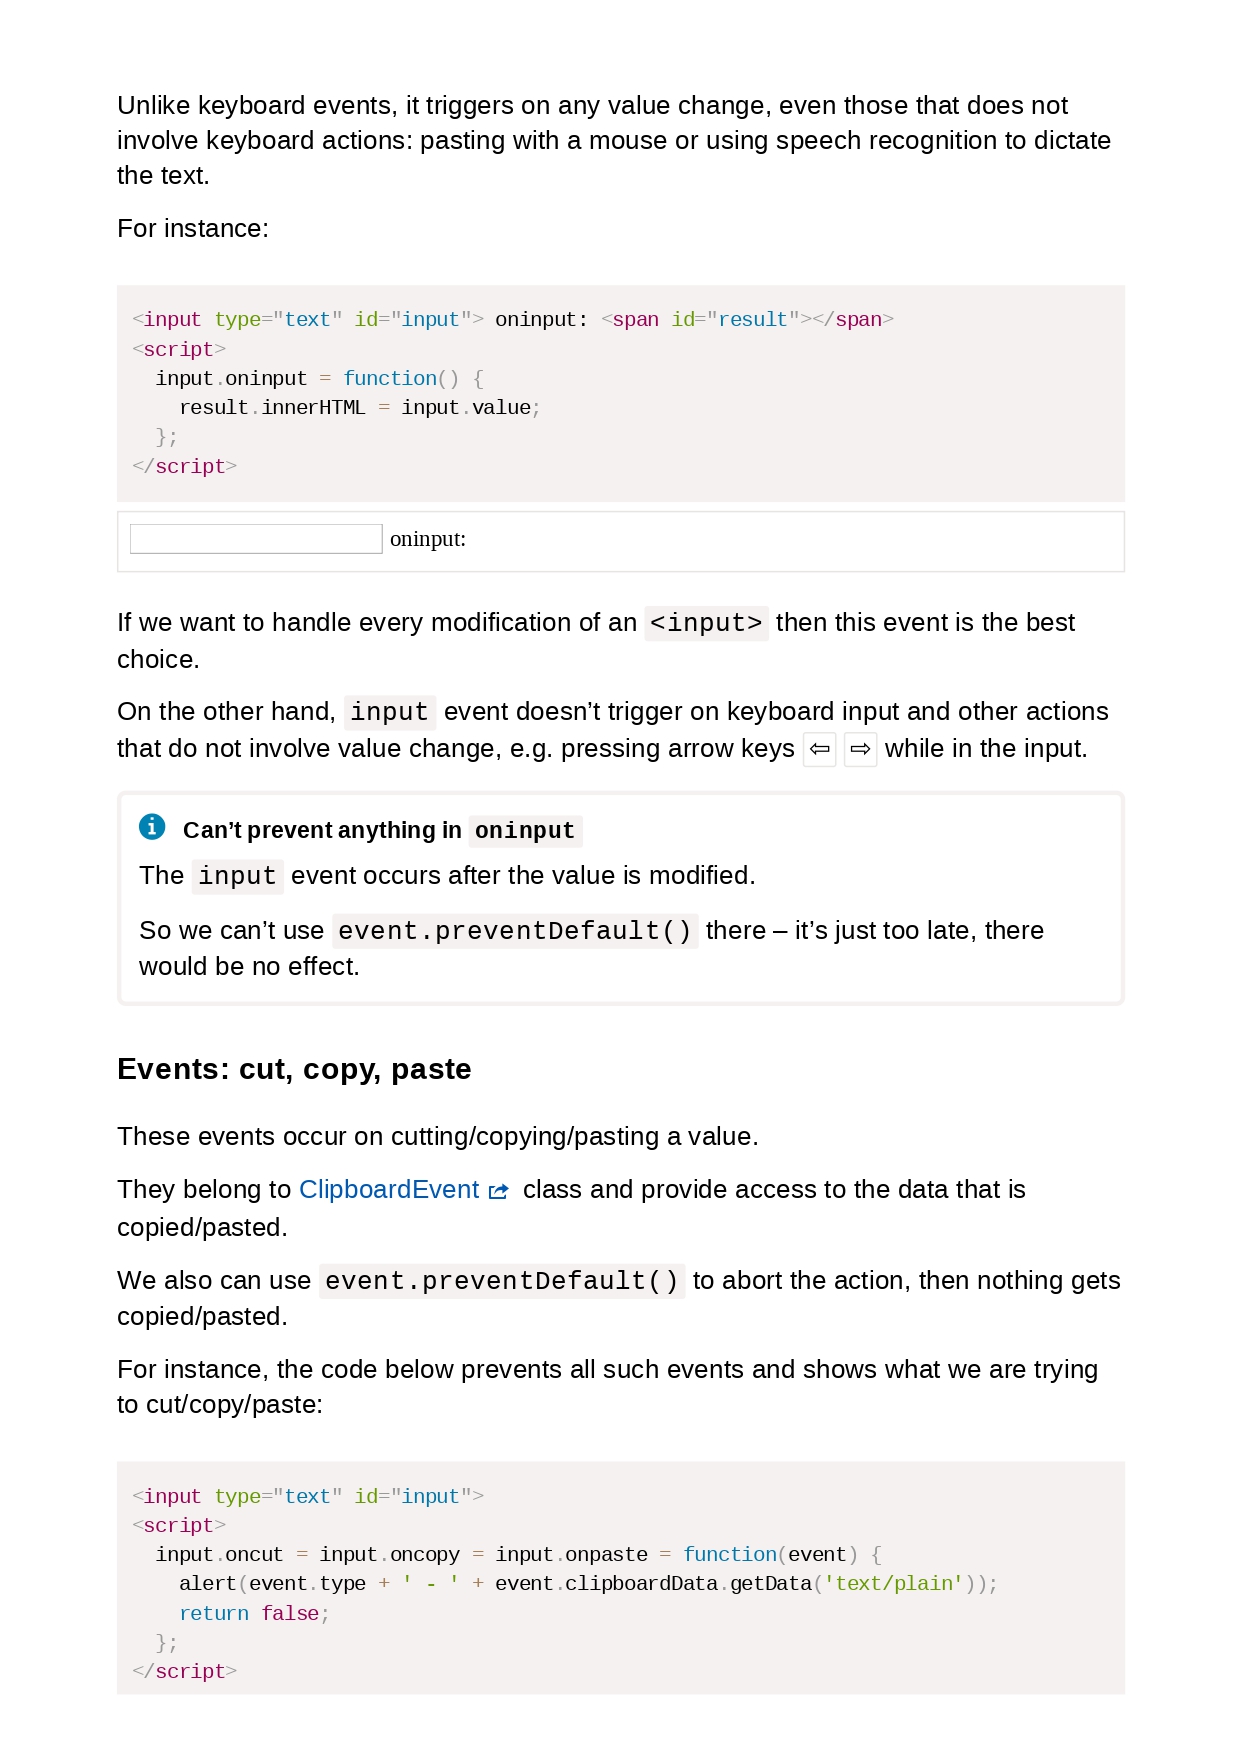 Unlike keyboard events, it triggers on any value change, even those that does not
involve keyboard actions: pasting with a mouse or using speech recognition to dictate
the text.
For instance:
<input type="text" id="input"> oninput: <span id="result"></span>
<script>
  input.oninput = function() {
    result.innerHTML = input.value;
  };
</script>
oninput:
If we want to handle every modification of an <input> then this event is the best
choice.
On the other hand, input event doesn’t trigger on keyboard input and other actions
that do not involve value change, e.g. pressing arrow keys ⇦ ⇨ while in the input.
Can’t prevent anything in oninput
The input event occurs after the value is modified.
So we can’t use event.preventDefault() there – it’s just too late, there
would be no effect.
Events: cut, copy, paste
These events occur on cutting/copying/pasting a value.
They belong to ClipboardEvent class and provide access to the data that is
copied/pasted.
We also can use event.preventDefault() to abort the action, then nothing gets
copied/pasted.
For instance, the code below prevents all such events and shows what we are trying
to cut/copy/paste:
<input type="text" id="input">
<script>
  input.oncut = input.oncopy = input.onpaste = function(event) {
    alert(event.type + ' - ' + event.clipboardData.getData('text/plain'));
    return false;
  };
</script>